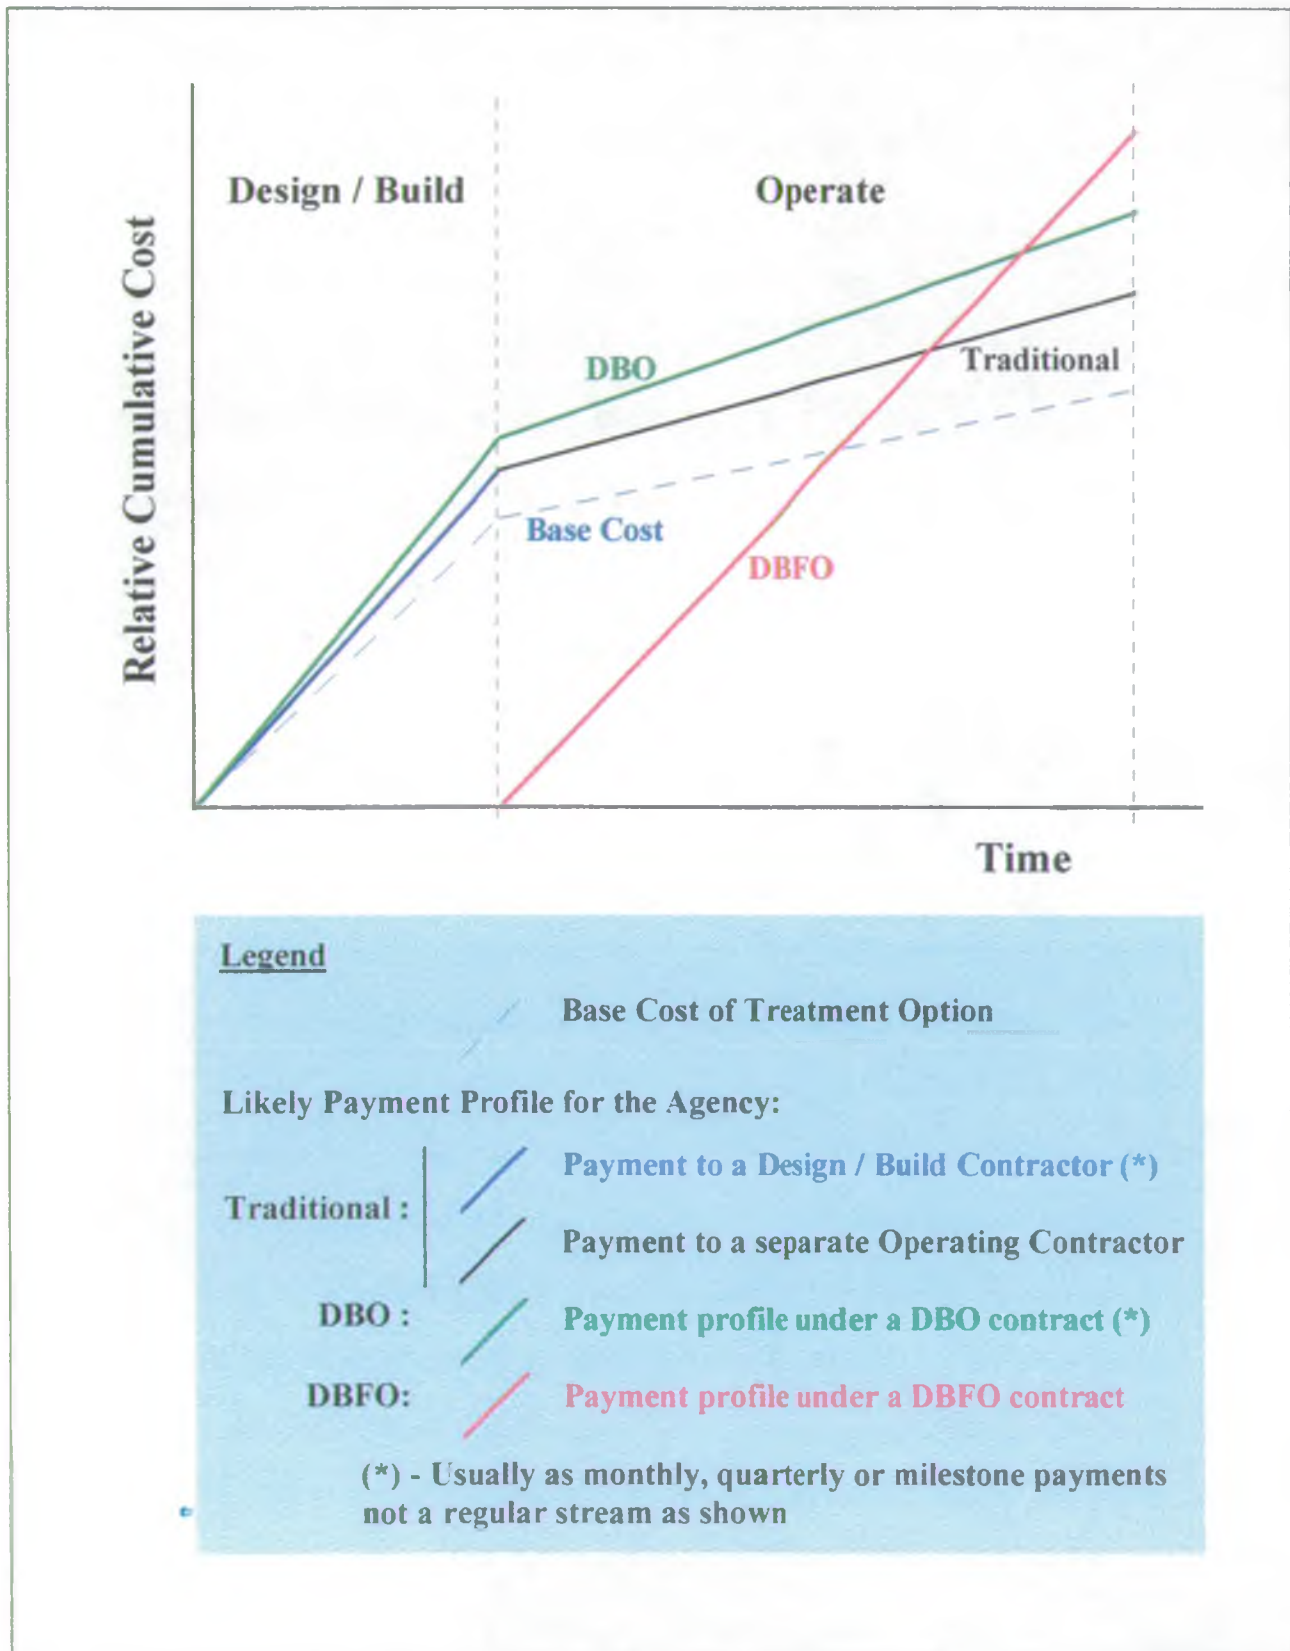 Design / Build
Operate
Relative Cumulative Cost
DBO
Traditional
Base Cost
DBFO
Time
Legend
Base Cost of Treatment Option
Likely Payment Profile for the Agency:
Payment to a Design / Build Contractor (*)
Traditional :
Payment to a separate Operating Contractor
DBO :
Payment profile under a DBO contract (*)
DBFO:
Payment profile under a DBFO contract
(*) - Usually as monthly, quarterly or milestone payments
not a regular stream as shown